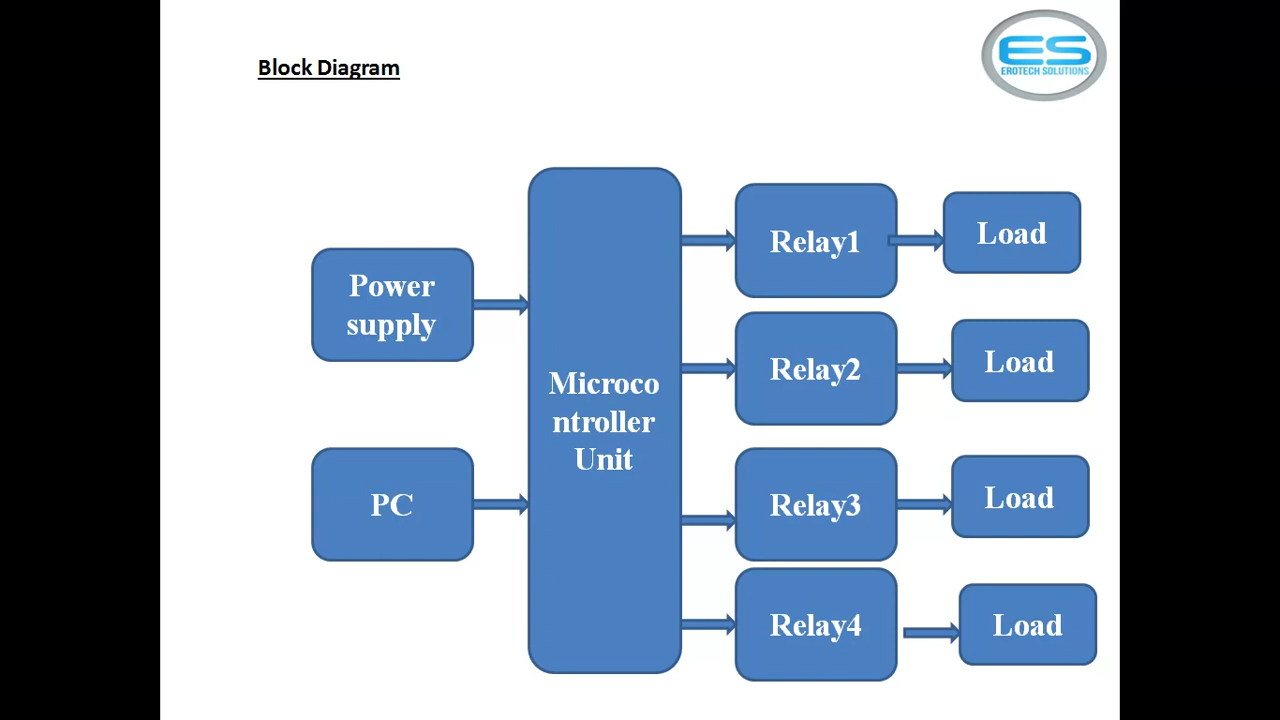 Block Diagram
ES
EROTECH SOLUTIONS
Power
supply
PC
Microco
ntroller
Unit
Relay1
Load
Relay2
Load
Relay3
Load
Relay4
Load